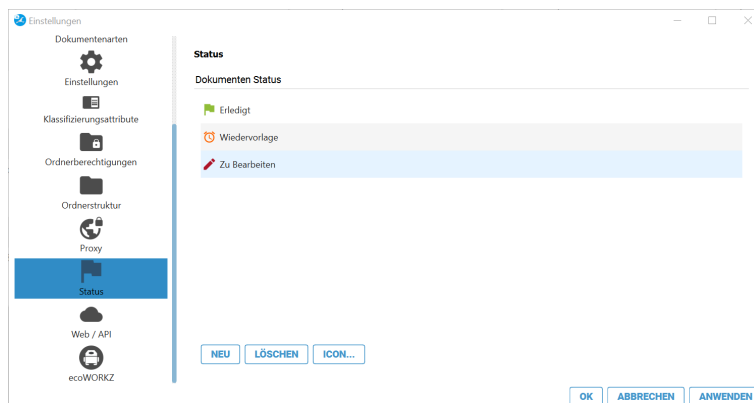 Einstellungen
Dokumentenarten
Einstellungen
Klassifizierungsattribute
Ordnerberechtigungen
Ordnerstruktur
Proxy
Status
Web / API
ecoWORKZ
Status
Dokumenten Status
Erledigt
Wiedervorlage
Zu Bearbeiten
NEU LÖSCHEN ICON...
OK ABBRECHEN ANWENDEN